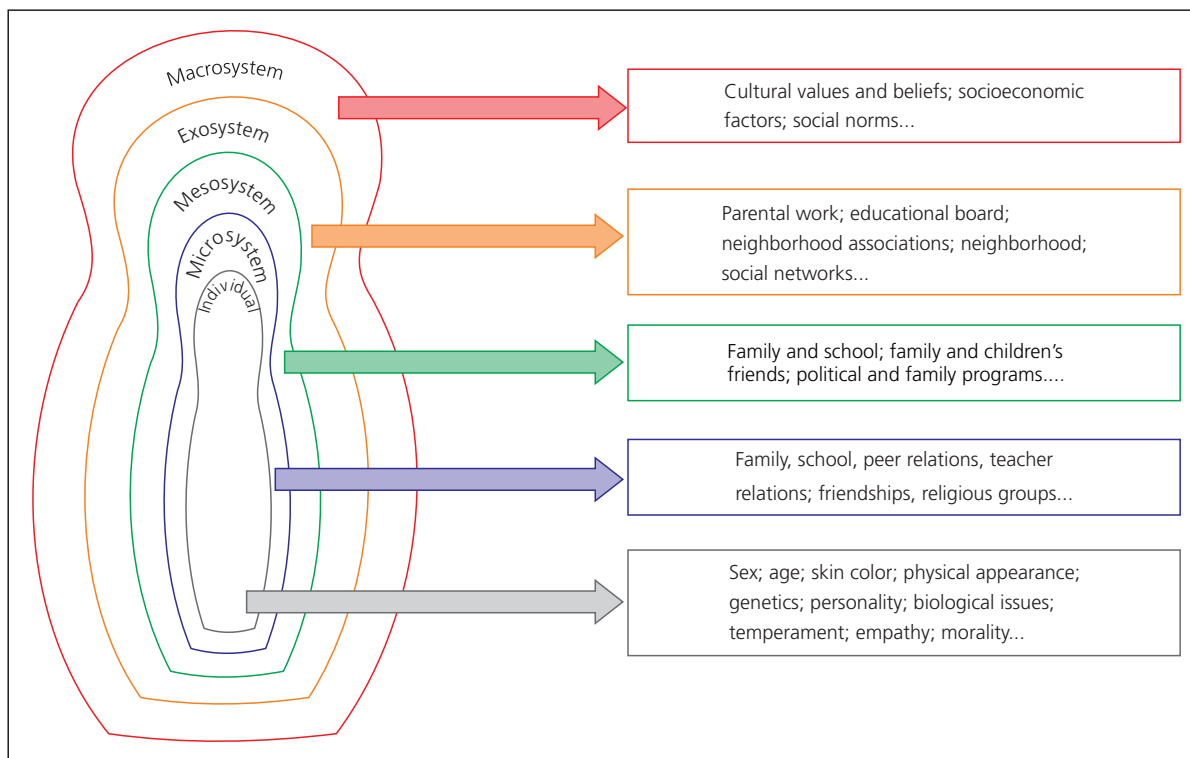 Macrosystem
Cultural values and beliefs; socioeconomic
factors; social norms...
Exosystem
Parental work; educational board;
neighborhood associations; neighborhood;
social networks...
Mesosystem
Family and school; family and children’s
friends; political and family programs....
Microsystem
Family, school, peer relations, teacher
relations; friendships, religious groups...
Individual
Sex; age; skin color; physical appearance;
genetics; personality; biological issues;
temperament; empathy; morality...